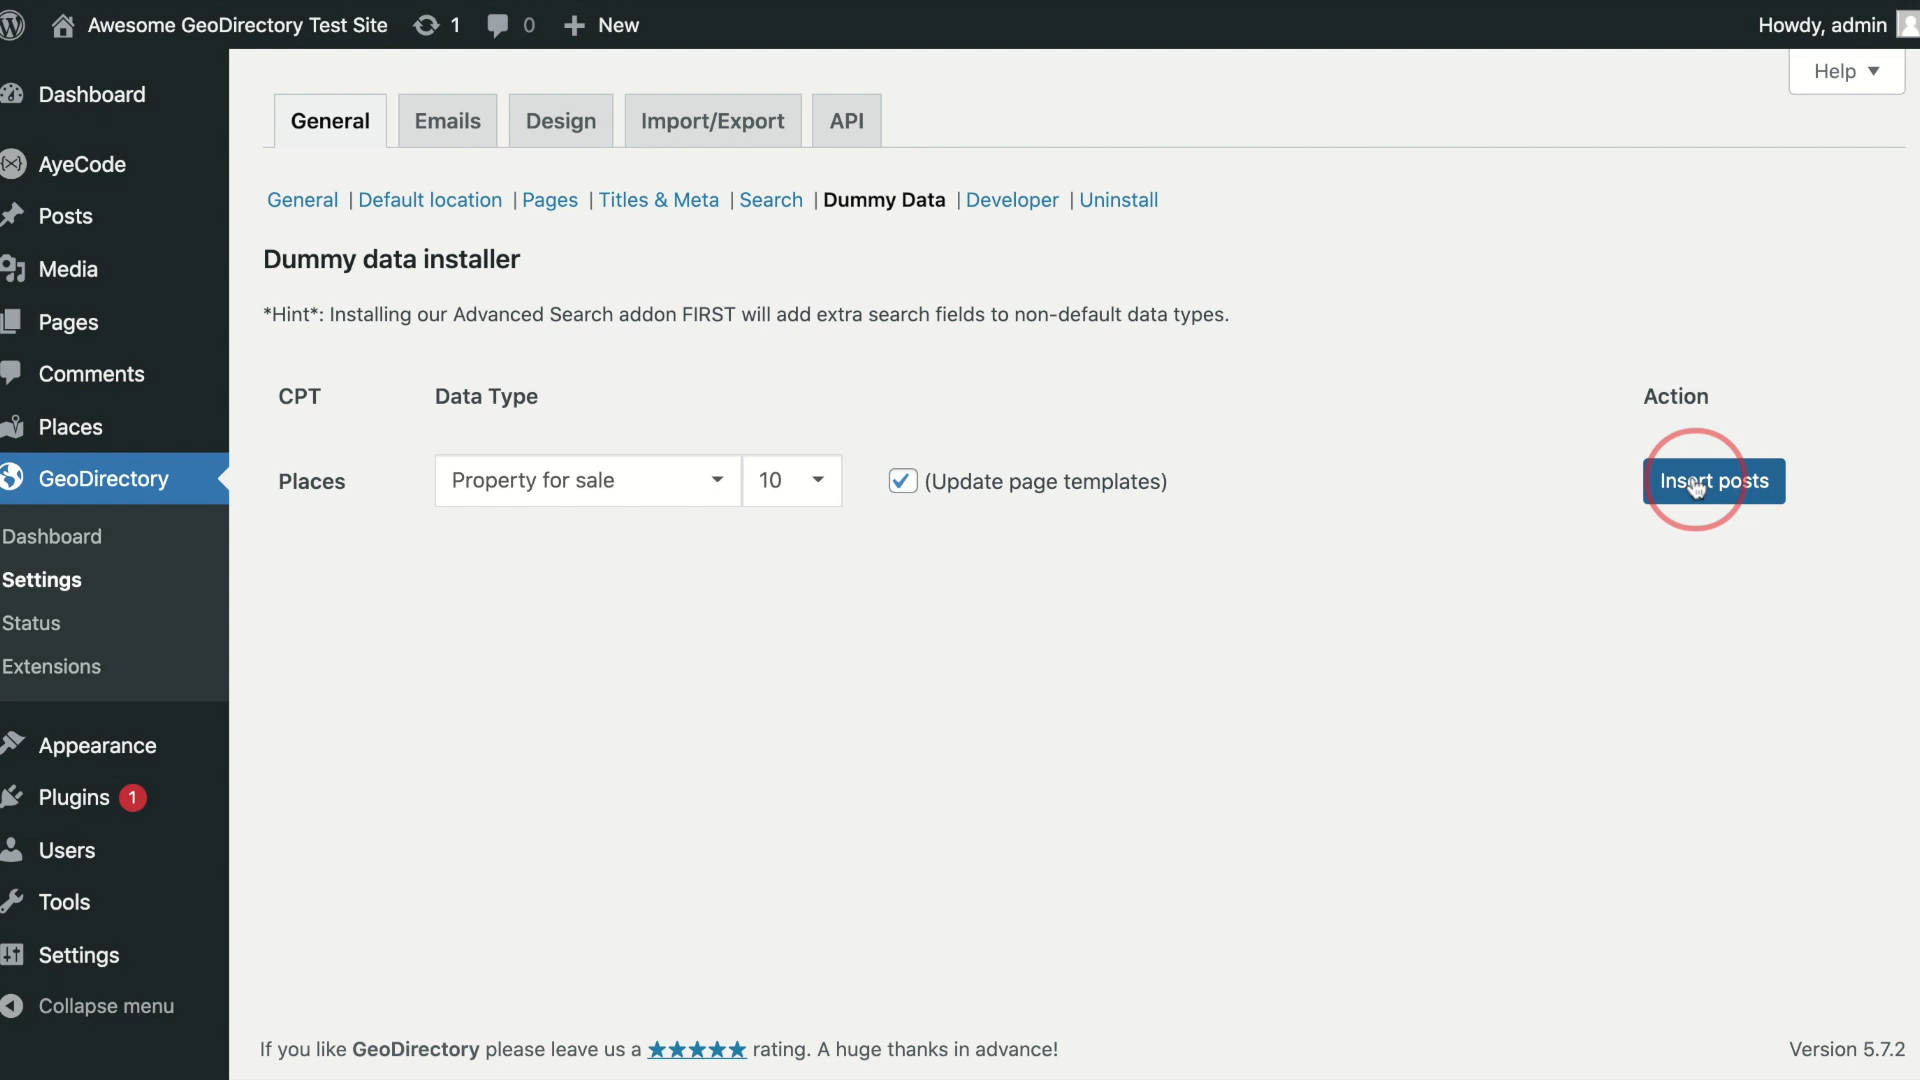 Awesome GeoDirectory Test Site 1 0 New Howdy, admin
Help
Dashboard
AyeCode
Posts
Media
Pages
Comments
Places
GeoDirectory
Dashboard
Settings
Status
Extensions
Appearance
Plugins 1
Users
Tools
Settings
Collapse menu
General Emails Design Import/Export API
General | Default location | Pages | Titles & Meta | Search | Dummy Data | Developer | Uninstall
Dummy data installer
*Hint*: Installing our Advanced Search addon FIRST will add extra search fields to non-default data types.
CPT Data Type Action
Places Property for sale 10 (Update page templates) Insert posts
If you like GeoDirectory please leave us a ★★★★★ rating. A huge thanks in advance! Version 5.7.2